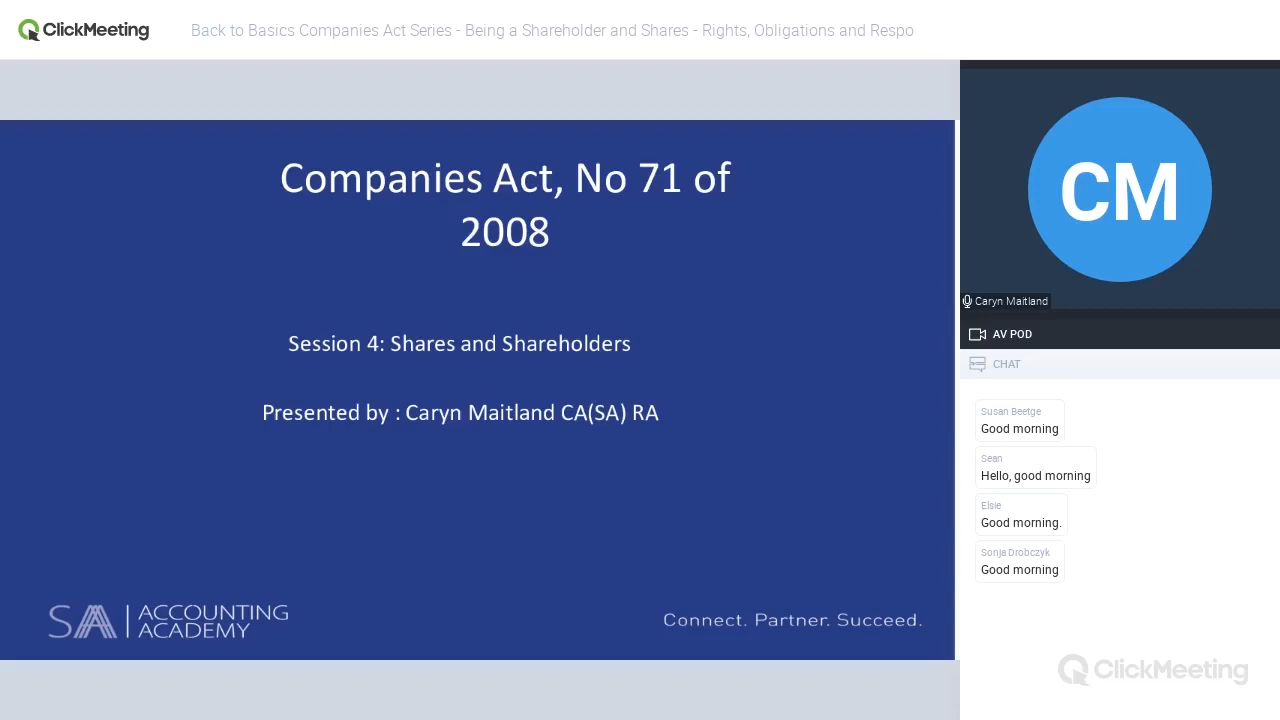 ClickMeeting
Back to Basics Companies Act Series - Being a Shareholder and Shares - Rights, Obligations and Respo
Companies Act, No 71 of
2008
Session 4: Shares and Shareholders
Presented by : Caryn Maitland CA(SA) RA
SAA
ACCOUNTING
ACADEMY
Connect. Partner. Succeed.
CM
Caryn Maitland
AV POD
CHAT
Susan Beetge
Good morning
Sean
Hello, good morning
Elsie
Good morning.
Sonja Drobczyk
Good morning
ClickMeeting